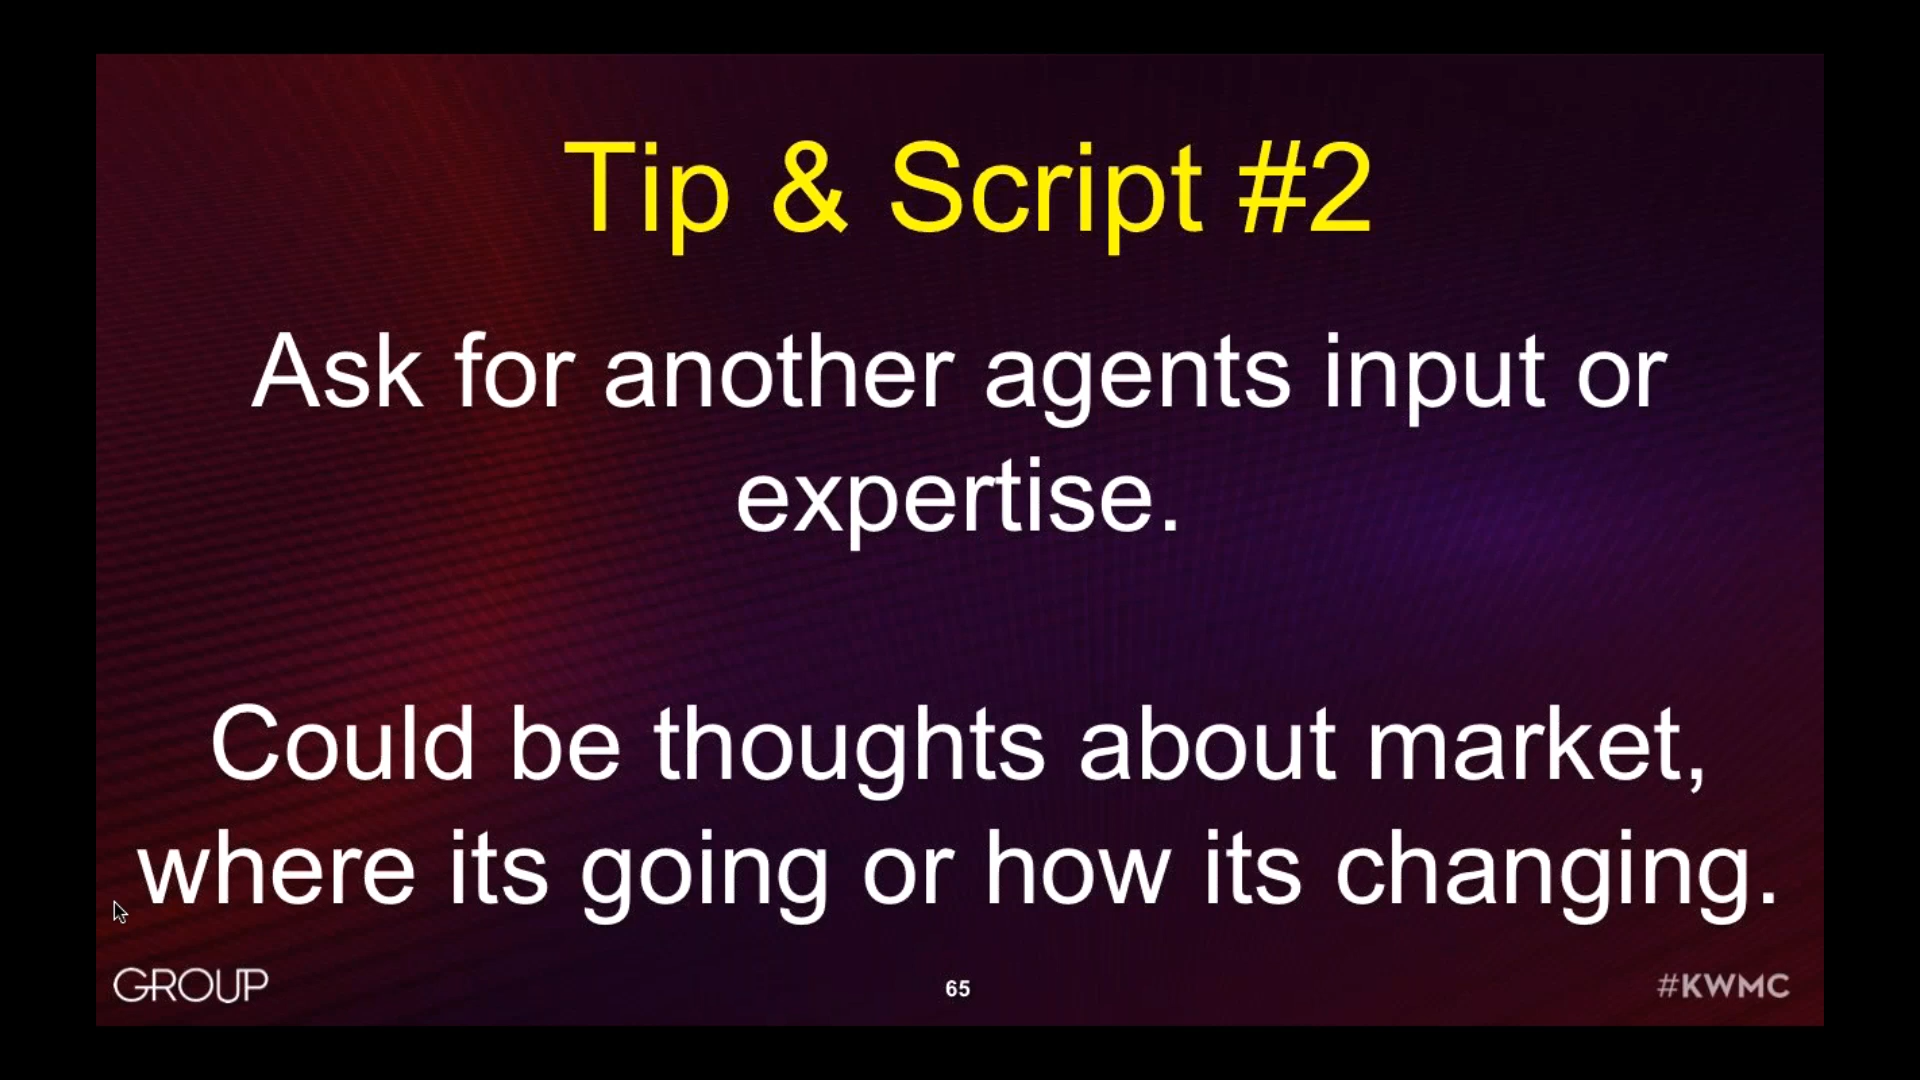 Tip & Script #2
Ask for another agents input or
expertise.
Could be thoughts about market,
where its going or how its changing.
GROUP
65
#KWMC